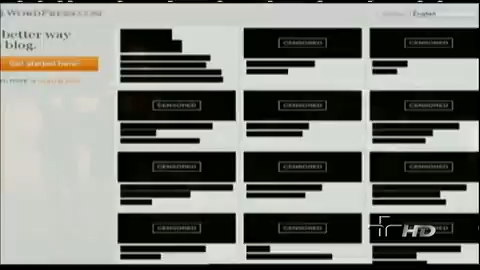 WORDPRESS.COM
English
better way
blog.
Get started here
CENSORED
CENSORED
CENSORED
CENSORED
CENSORED
CENSORED
CENSORED
CENSORED
CENSORED
CENSORED
CENSORED
HD